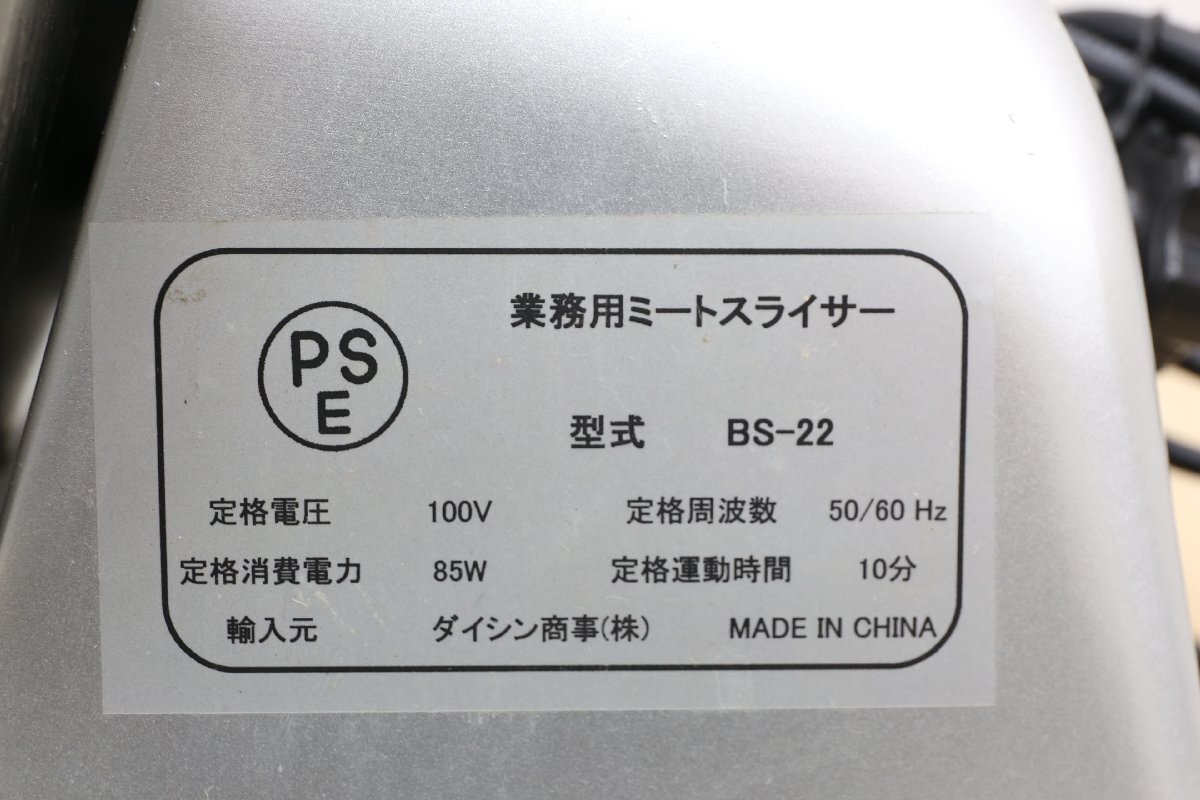 PS
E
業務用ミートスライサー
型式 BS-22
定格電圧 100V 定格周波数 50/60 Hz
定格消費電力 85W 定格運動時間 10分
輸入元 ダイシン商事(株) MADE IN CHINA